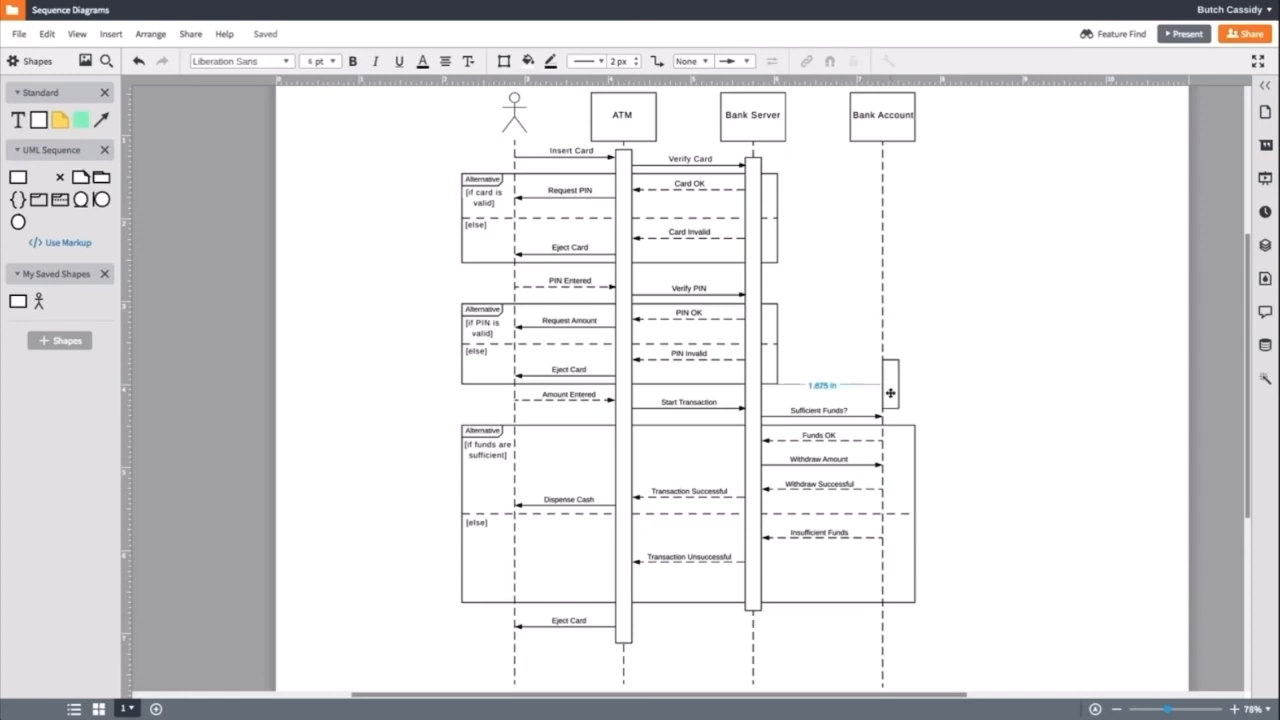 Sequence Diagrams
Butch Cassidy
File Edit View Insert Arrange Share Help Saved
Feature Find
Present
Share
Shapes
Liberation Sans
6 pt
B I U A T
2 px
None
Standard
T
UML Sequence
Use Markup
My Saved Shapes
+ Shapes
ATM
Bank Server
Bank Account
Insert Card
Verify Card
Alternative
[if card is
valid]
Card OK
Request PIN
[else]
Card Invalid
Eject Card
PIN Entered
Verify PIN
Alternative
[if PIN is
valid]
PIN OK
Request Amount
[else]
PIN Invalid
Eject Card
1.875 in
Amount Entered
Start Transaction
Sufficient Funds?
Alternative
[if funds are
sufficient]
Funds OK
Withdraw Amount
Withdraw Successful
Transaction Successful
Dispense Cash
[else]
Insufficient Funds
Transaction Unsuccessful
Eject Card
1
78%